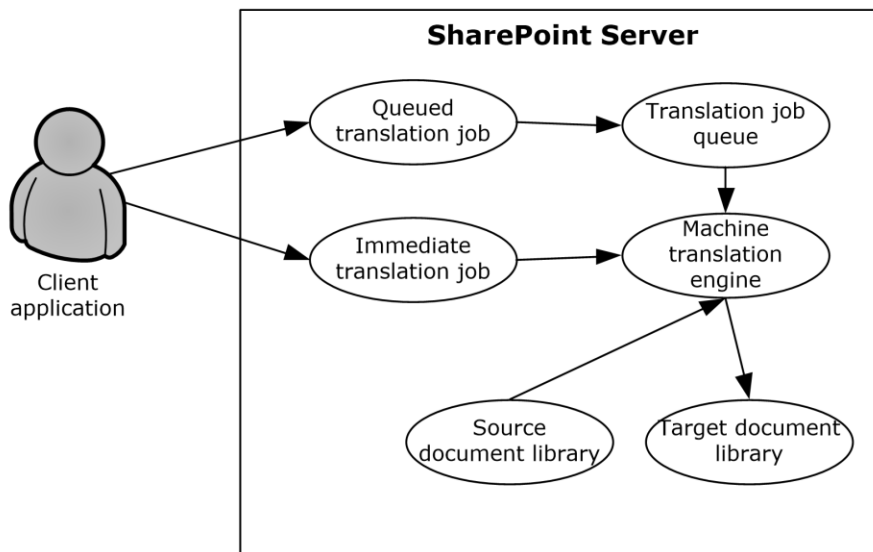 SharePoint Server
Queued
translation job
Translation job
queue
Client
application
Immediate
translation job
Machine
translation
engine
Source
document library
Target document
library